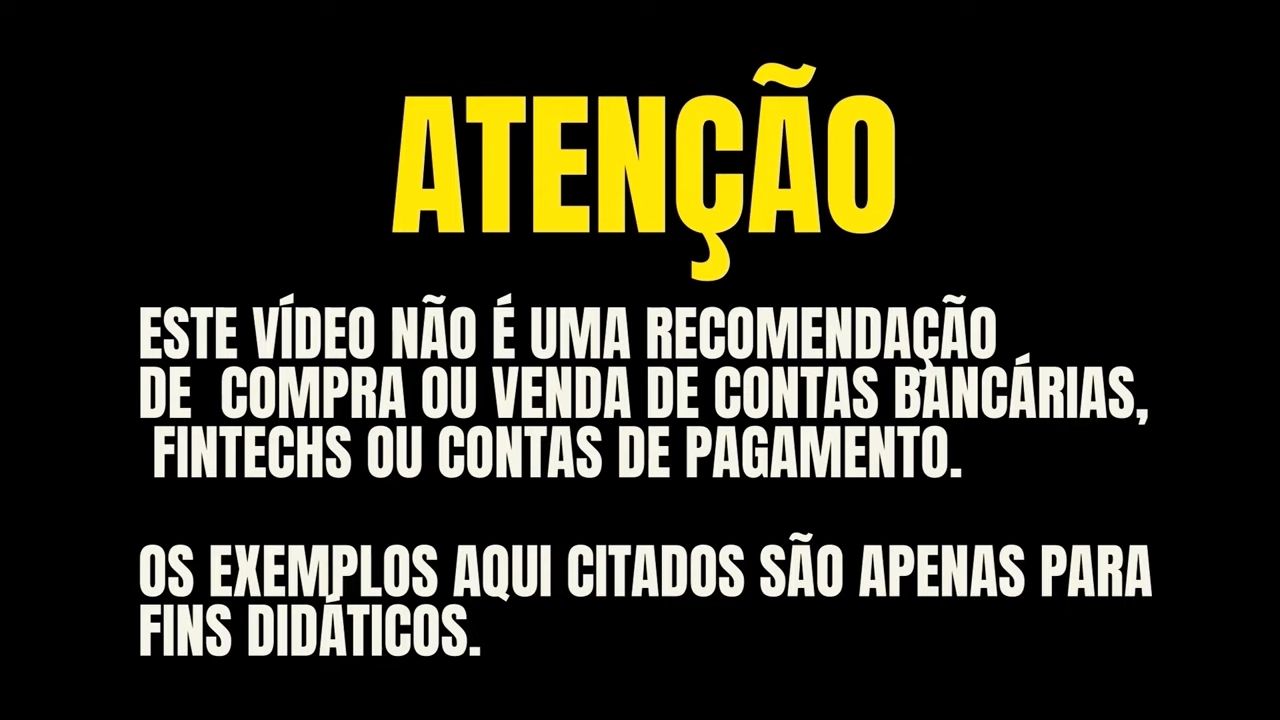 ATENÇÃO
ESTE VÍDEO NÃO É UMA RECOMENDAÇÃO
DE COMPRA OU VENDA DE CONTAS BANCÁRIAS,
FINTECHS OU CONTAS DE PAGAMENTO.
OS EXEMPLOS AQUI CITADOS SÃO APENAS PARA
FINS DIDÁTICOS.